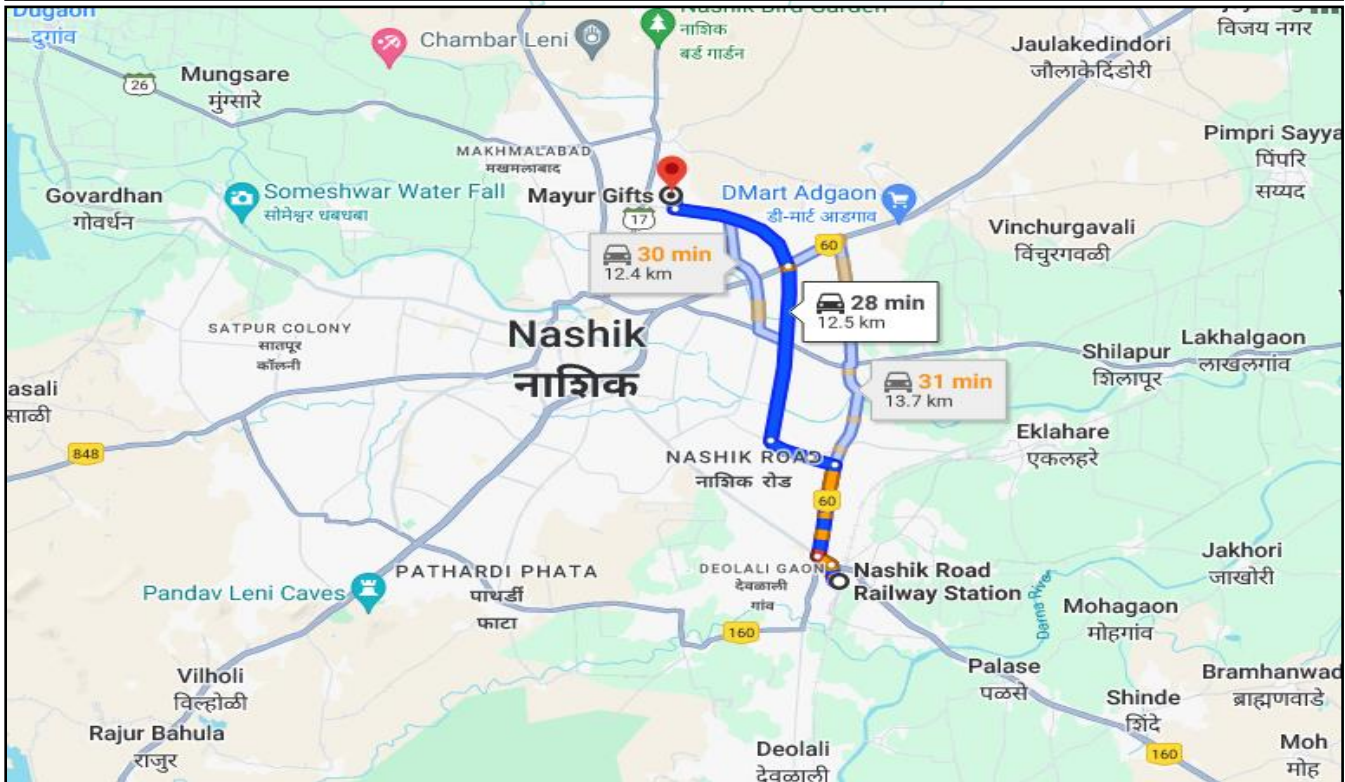 Dugaon
दुगांव
Chambar Leni
Nashik Bird Garden
नाशिक
बर्ड गार्डन
विजय नगर
Jaulakedindori
जौलाकेदिंडोरी
26
Mungsare
मुंग्सारे
Pimpri Sayya
पिंपरि
सय्यद
MAKHMALABAD
मखमलाबाद
Govardhan
गोवर्धन
Someshwar Water Fall
सोमेश्वर धबधबा
Mayur Gifts
17
DMart Adgaon
डी-मार्ट आडगाव
60
Vinchurgavali
विंचुरगवळी
30 min
12.4 km
28 min
12.5 km
SATPUR COLONY
सातपूर
कॉलनी
Nashik
नाशिक
Shilapur
शिलापूर
Lakhalgaon
लाखलगांव
31 min
13.7 km
asali
साळी
848
NASHIK ROAD
नाशिक रोड
Eklahare
एकलहरे
60
PATHARDI PHATA
पाथर्डी
फाटा
DEOLALI GAON
देवळाली
गांव
Nashik Road
Railway Station
Jakhori
जाखोरी
Pandav Leni Caves
Darna River
Mohagaon
मोहगांव
160
Vilholi
विल्होळी
Palase
पळसे
Bramhanwad
ब्राह्मणवाडे
Shinde
शिंदे
Rajur Bahula
राजुर
Deolali
देवळाली
160
Moh
मोह